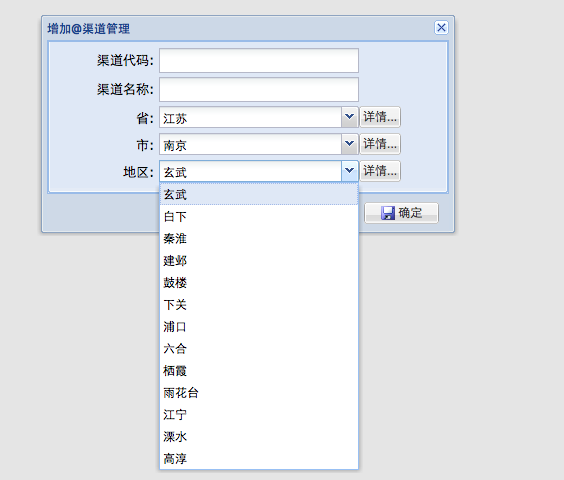 增加@渠道管理
渠道代码:
渠道名称:
省: 江苏 详情...
市: 南京 详情...
地区: 玄武 详情...
玄武
确定
白下
秦淮
建邺
鼓楼
下关
浦口
六合
栖霞
雨花台
江宁
溧水
高淳